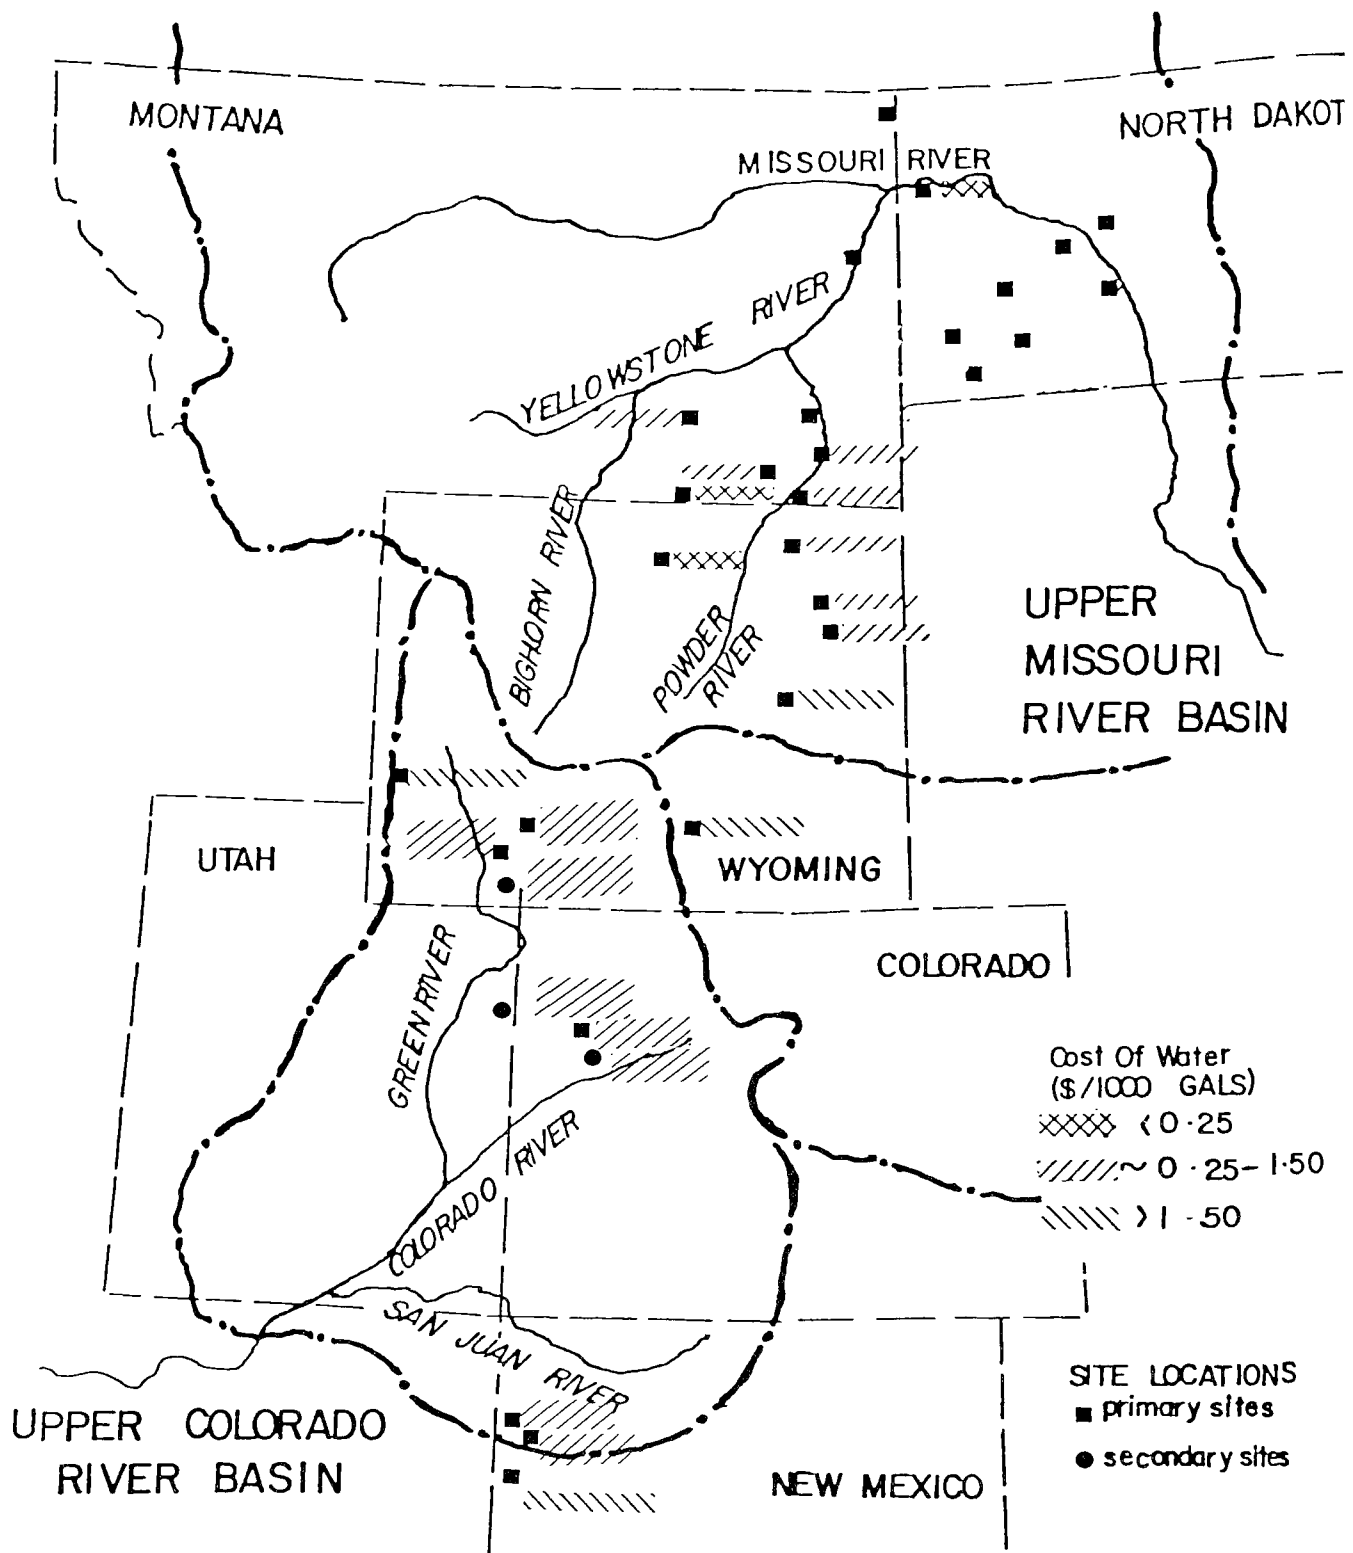 MONTANA
NORTH DAKOT
MISSOURI RIVER
YELLOWSTONE RIVER
BIGHORN RIVER
POWDER
RIVER
UPPER
MISSOURI
RIVER BASIN
UTAH
WYOMING
COLORADO
GREEN RIVER
COLORADO RIVER
Cost Of Water
($/1000 GALS)
< 0.25
~ 0.25-1.50
> 1.50
SAN JUAN RIVER
SITE LOCATIONS
primary sites
secondary sites
UPPER COLORADO
RIVER BASIN
NEW MEXICO